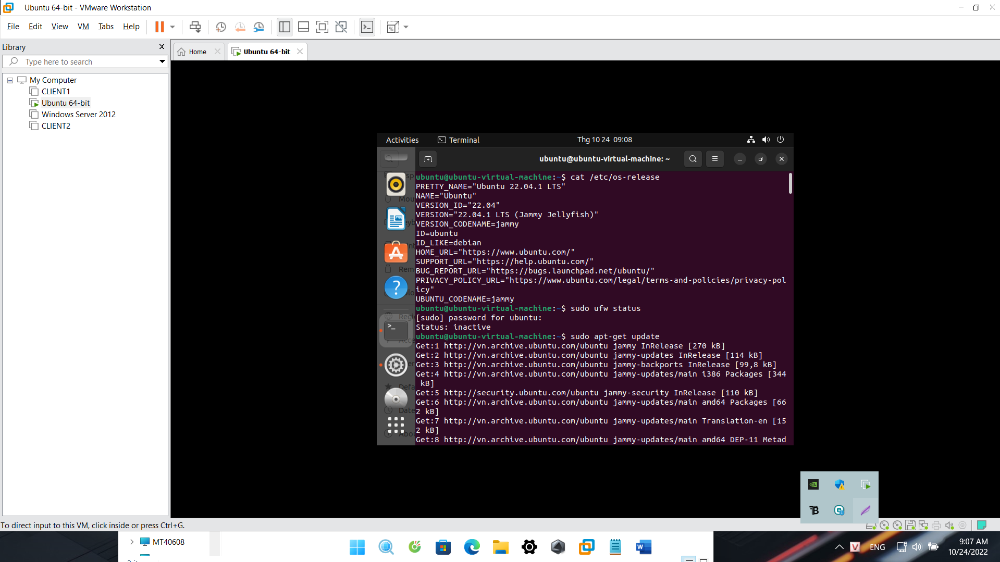 Ubuntu 64-bit - VMware Workstation
File Edit View VM Tabs Help
Library
Type here to search
My Computer
CLIENT1
Ubuntu 64-bit
Windows Server 2012
CLIENT2
Home
Ubuntu 64-bit
Activities Terminal Thg 10 24 09:08
ubuntu@ubuntu-virtual-machine: ~
ubuntu@ubuntu-virtual-machine:~$ cat /etc/os-release
PRETTY_NAME="Ubuntu 22.04.1 LTS"
NAME="Ubuntu"
VERSION_ID="22.04"
VERSION="22.04.1 LTS (Jammy Jellyfish)"
VERSION_CODENAME=jammy
ID=ubuntu
ID_LIKE=debian
HOME_URL="https://www.ubuntu.com/"
SUPPORT_URL="https://help.ubuntu.com/"
BUG_REPORT_URL="https://bugs.launchpad.net/ubuntu/"
PRIVACY_POLICY_URL="https://www.ubuntu.com/legal/terms-and-policies/privacy-pol
icy"
UBUNTU_CODENAME=jammy
ubuntu@ubuntu-virtual-machine:~$ sudo ufw status
[sudo] password for ubuntu:
Status: inactive
ubuntu@ubuntu-virtual-machine:~$ sudo apt-get update
Get:1 http://vn.archive.ubuntu.com/ubuntu jammy InRelease [270 kB]
Get:2 http://vn.archive.ubuntu.com/ubuntu jammy-updates InRelease [114 kB]
Get:3 http://vn.archive.ubuntu.com/ubuntu jammy-backports InRelease [99,8 kB]
Get:4 http://vn.archive.ubuntu.com/ubuntu jammy-updates/main i386 Packages [344
kB]
Get:5 http://security.ubuntu.com/ubuntu jammy-security InRelease [110 kB]
Get:6 http://vn.archive.ubuntu.com/ubuntu jammy-updates/main amd64 Packages [66
2 kB]
Get:7 http://vn.archive.ubuntu.com/ubuntu jammy-updates/main Translation-en [15
2 kB]
Get:8 http://vn.archive.ubuntu.com/ubuntu jammy-updates/main amd64 DEP-11 Metad
To direct input to this VM, click inside or press Ctrl+G.
MT40608
ENG
9:07 AM
10/24/2022